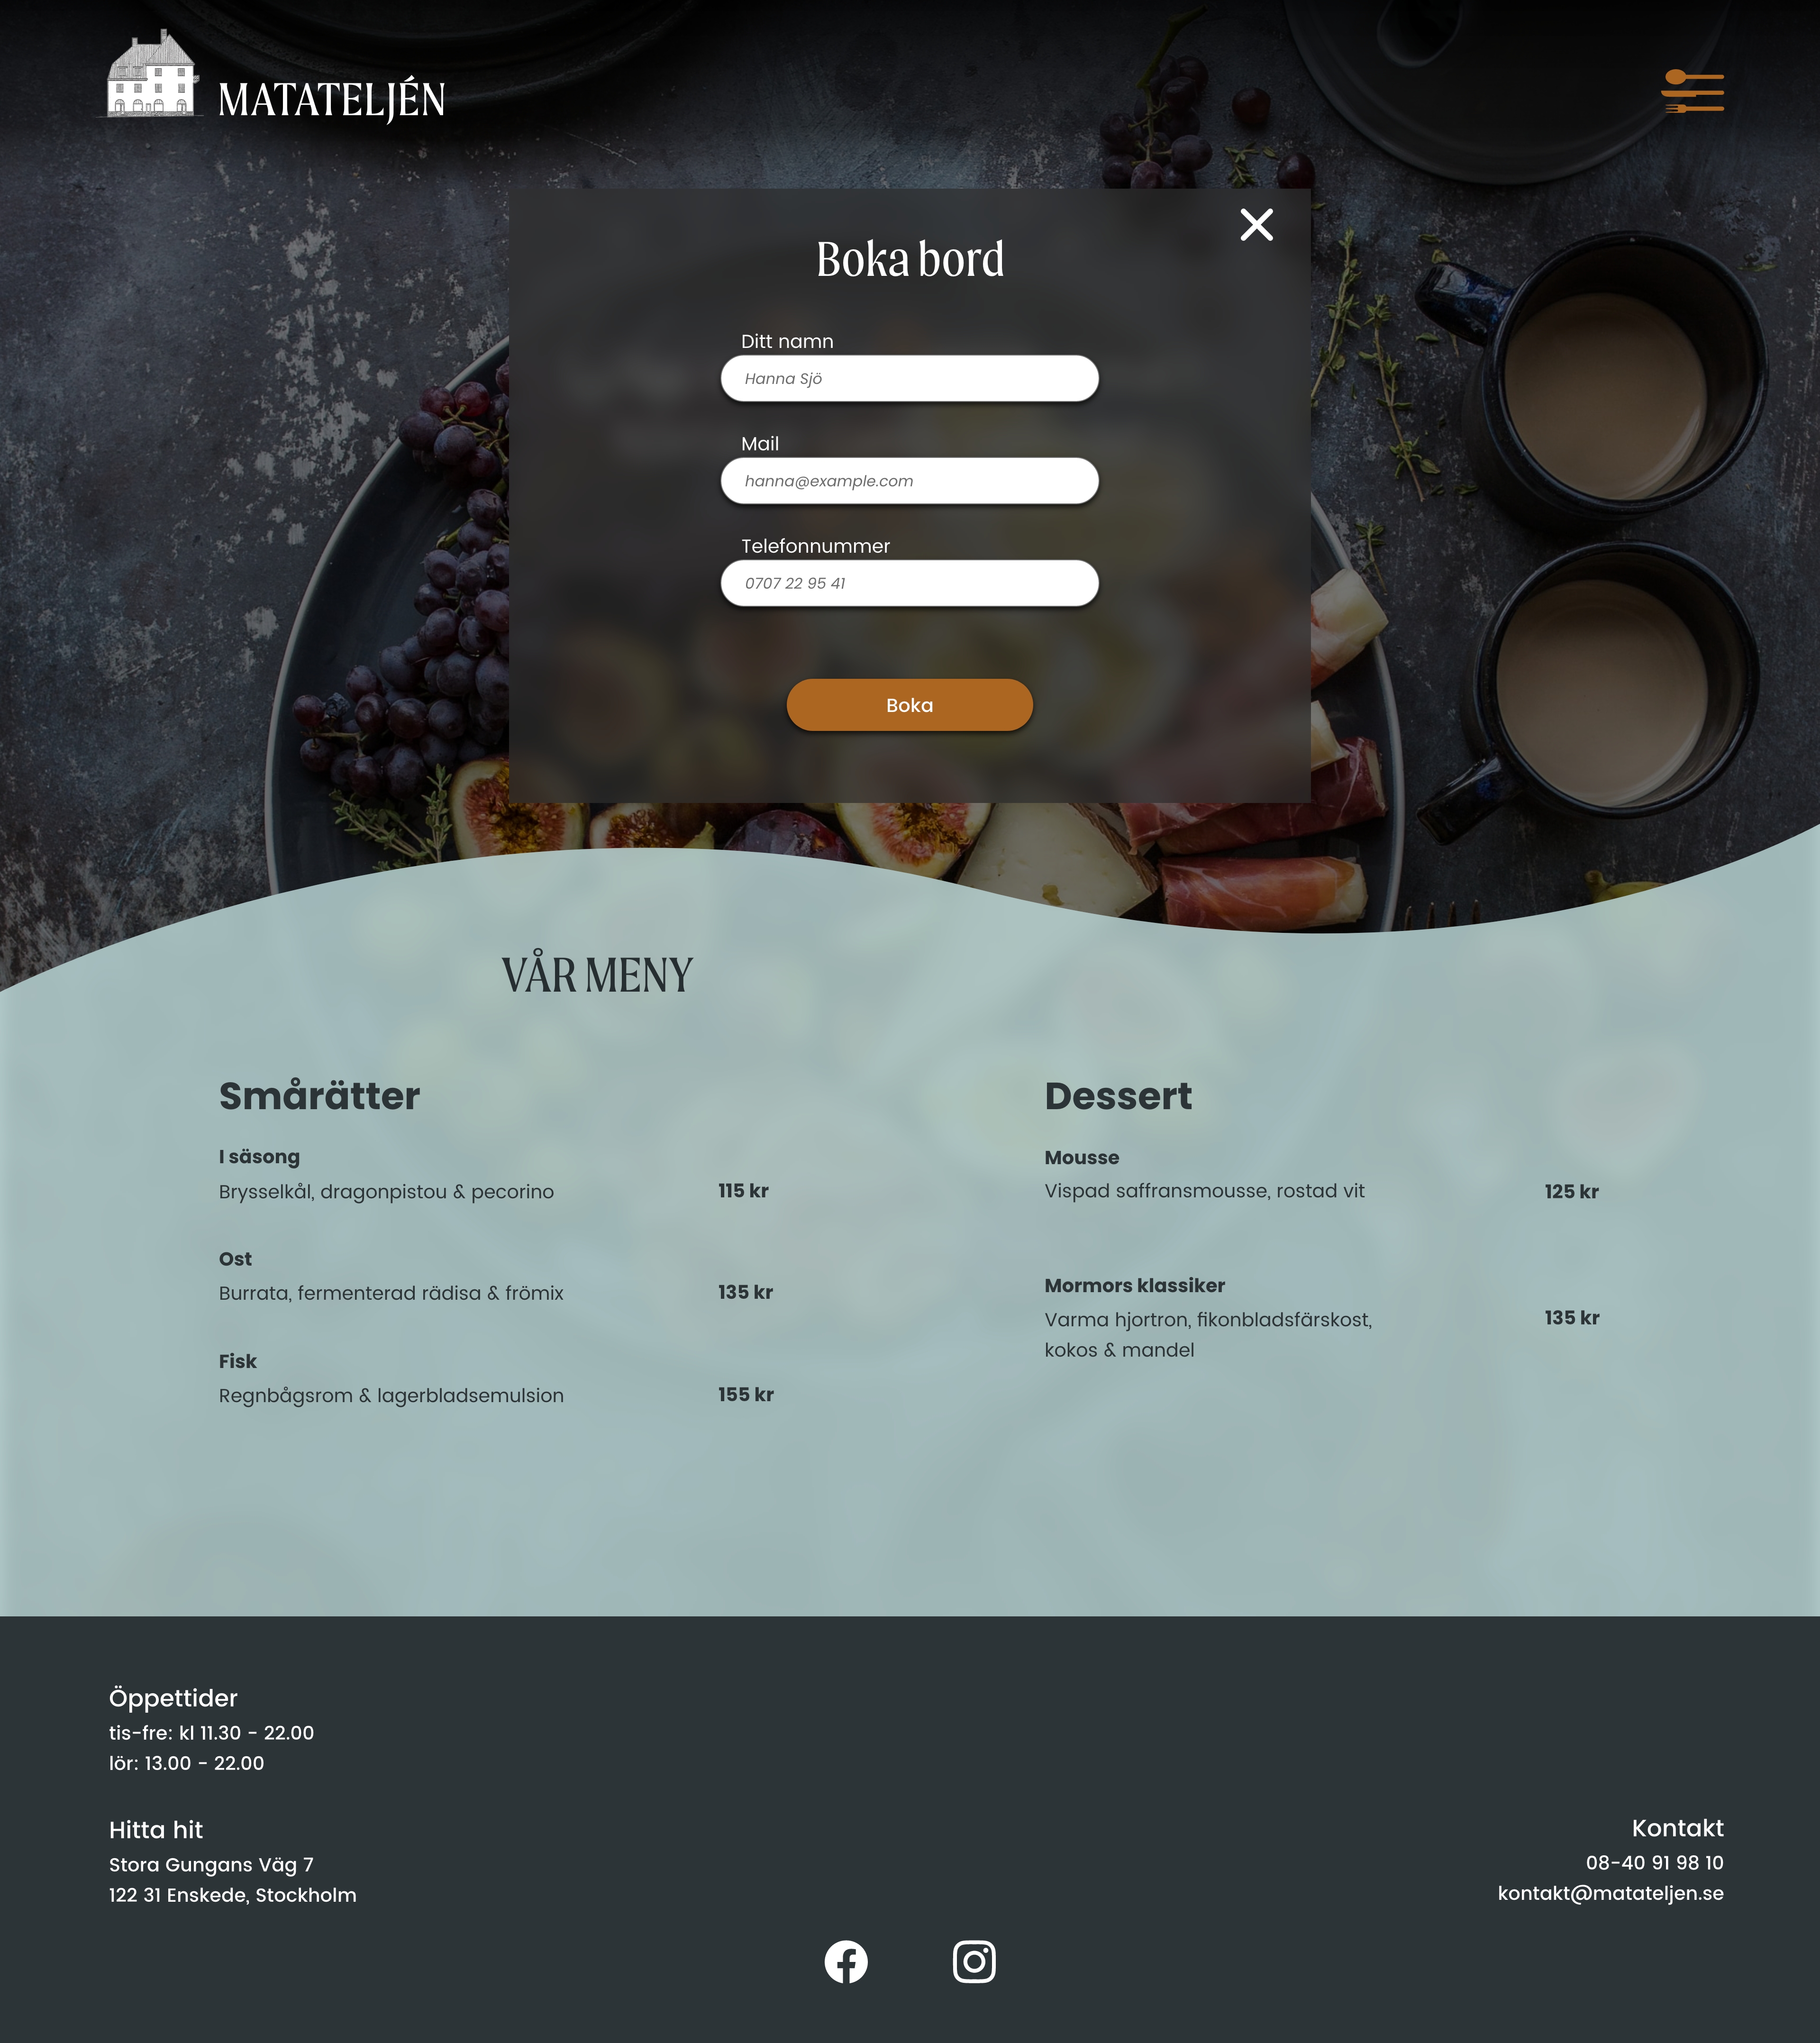 MATATELJÉN
Boka bord
Ditt namn
Hanna Sjö
Mail
hanna@example.com
Telefonnummer
0707 22 95 41
Boka
VÅR MENY
Smårätter
I säsong
Brysselkål, dragonpistou & pecorino
115 kr
Ost
Burrata, fermenterad rädisa & frömix
135 kr
Fisk
Regnbågsrom & lagerbladsemulsion
155 kr
Dessert
Mousse
Vispad saffransmousse, rostad vit
125 kr
Mormors klassiker
Varma hjortron, fikonbladsfärskost,
kokos & mandel
135 kr
Öppettider
tis-fre: kl 11.30 - 22.00
lör: 13.00 - 22.00
Hitta hit
Stora Gungans Väg 7
122 31 Enskede, Stockholm
Kontakt
08-40 91 98 10
kontakt@matateljen.se